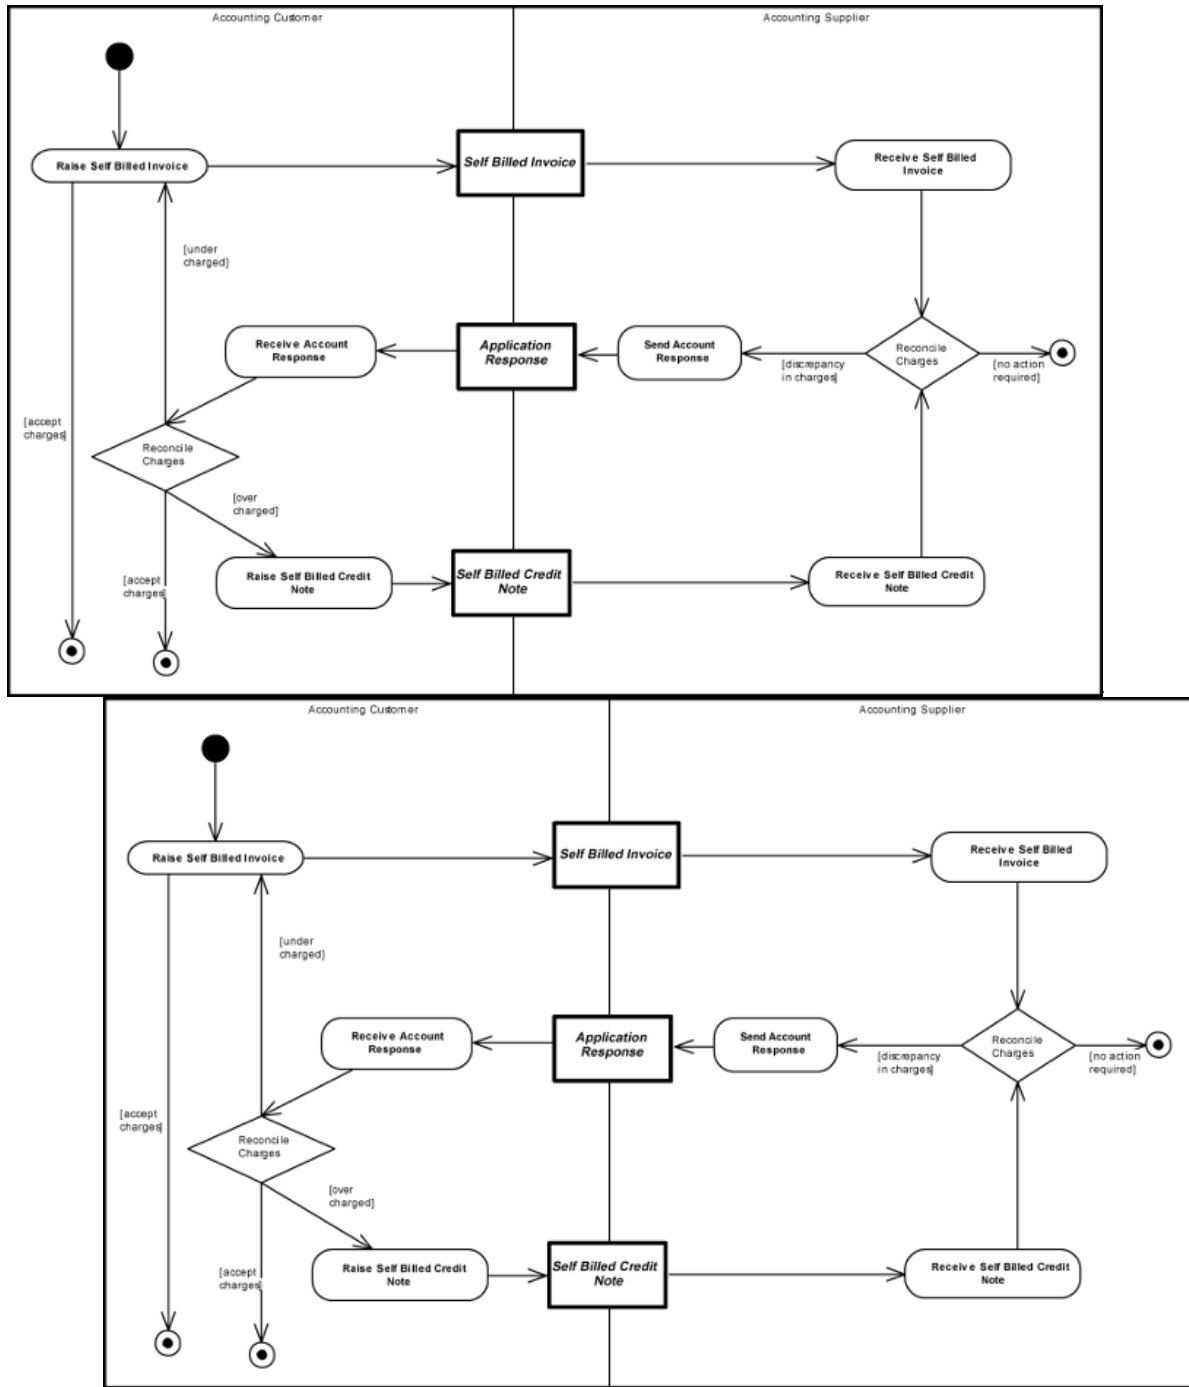 Accounting Customer
Accounting Supplier
Raise Self Billed Invoice
Self Billed Invoice
Receive Self Billed
Invoice
[under
charged]
Receive Account
Response
Application
Response
Send Account
Response
Reconcile
Charges
[discrepancy
in charges]
[no action
required]
[accept
charges]
Reconcile
Charges
[over
charged]
[accept
charges]
Raise Self Billed Credit
Note
Self Billed Credit
Note
Receive Self Billed Credit
Note
Accounting Customer
Accounting Supplier
Raise Self Billed Invoice
Self Billed Invoice
Receive Self Billed
Invoice
[under
charged]
Receive Account
Response
Application
Response
Send Account
Response
Reconcile
Charges
[discrepancy
in charges]
[no action
required]
[accept
charges]
Reconcile
Charges
[over
charged]
[accept
charges]
Raise Self Billed Credit
Note
Self Billed Credit
Note
Receive Self Billed Credit
Note